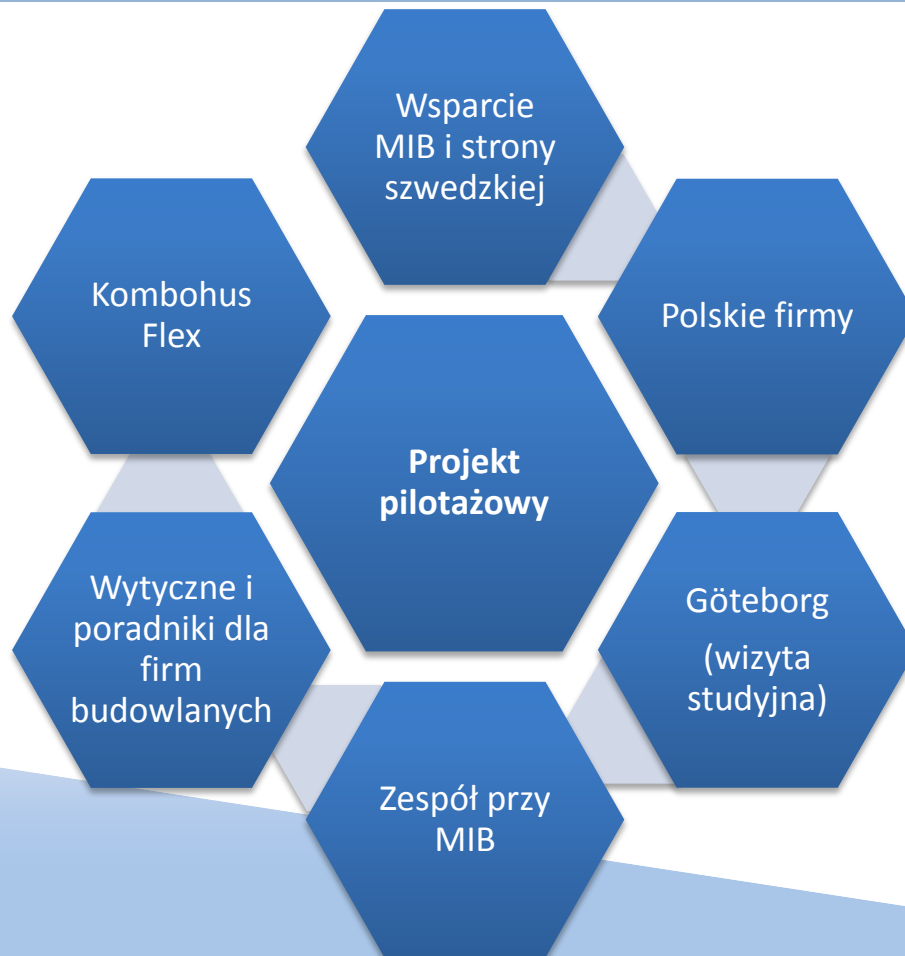 Wsparcie
MIB i strony
szwedzkiej
Kombohus
Flex
Polskie firmy
Projekt
pilotażowy
Wytyczne i
poradniki dla
firm
budowlanych
Göteborg
(wizyta
studyjna)
Zespół przy
MIB